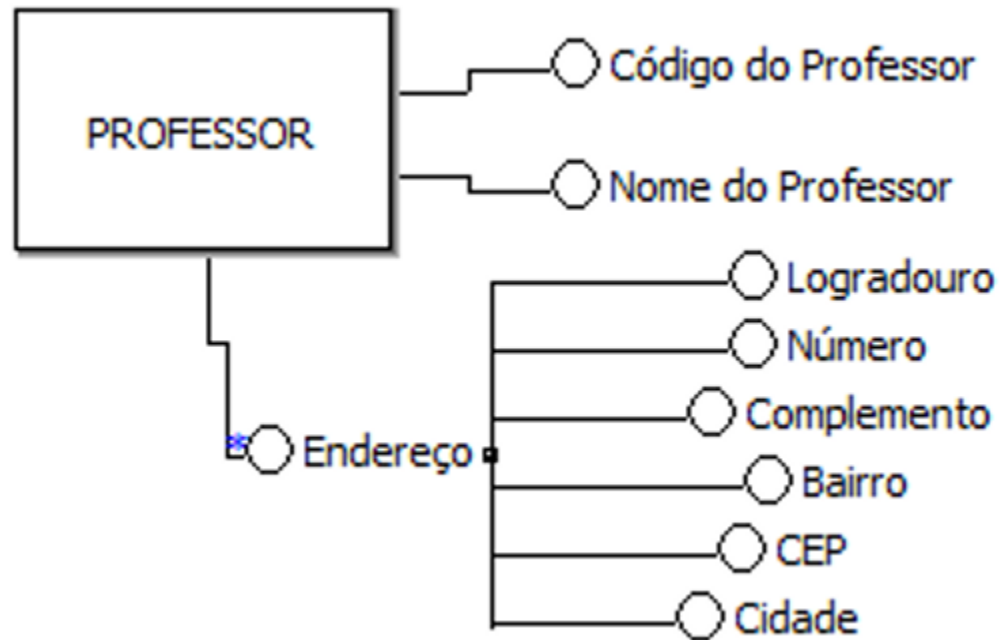 PROFESSOR
Código do Professor
Nome do Professor
Endereço
Logradouro
Número
Complemento
Bairro
CEP
Cidade